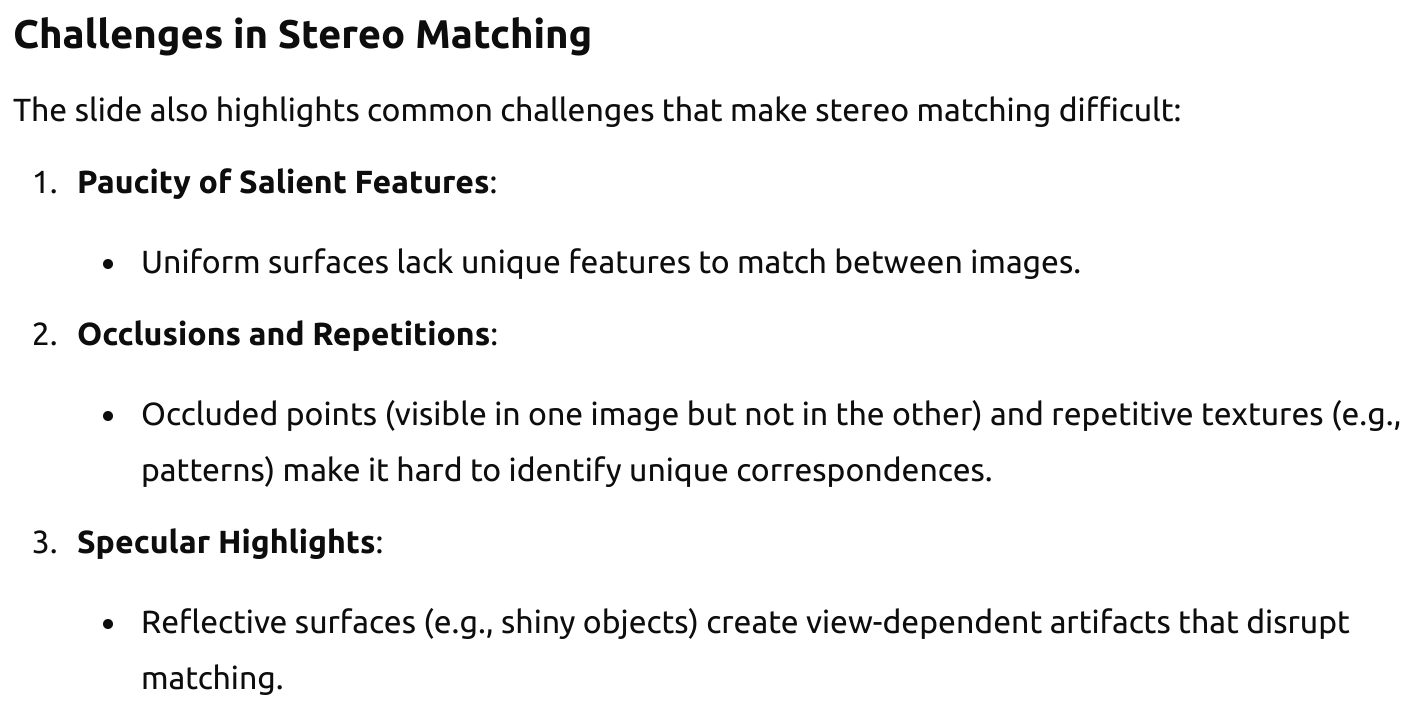 Challenges in Stereo Matching
The slide also highlights common challenges that make stereo matching difficult:
1. Paucity of Salient Features:
• Uniform surfaces lack unique features to match between images.
2. Occlusions and Repetitions:
• Occluded points (visible in one image but not in the other) and repetitive textures (e.g.,
patterns) make it hard to identify unique correspondences.
3. Specular Highlights:
• Reflective surfaces (e.g., shiny objects) create view-dependent artifacts that disrupt
matching.